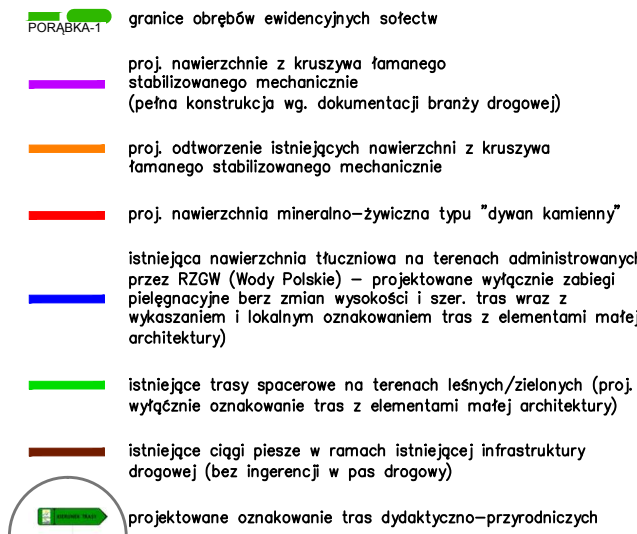 granice obrębów ewidencyjnych sołectw
PORĄBKA-1
proj. nawierzchnie z kruszywa łamanego
stabilizowanego mechanicznie
(pełna konstrukcja wg. dokumentacji branży drogowej)
proj. odtworzenie istniejących nawierzchni z kruszywa
łamanego stabilizowanego mechanicznie
proj. nawierzchnia mineralno–żywiczna typu "dywan kamienny"
istniejąca nawierzchnia tłuczniowa na terenach administrowanych
przez RZGW (Wody Polskie) – projektowane wyłącznie zabiegi
pielęgnacyjne berz zmian wysokości i szer. tras wraz z
wykaszaniem i lokalnym oznakowaniem tras z elementami małej
architektury)
istniejące trasy spacerowe na terenach leśnych/zielonych (proj.
wyłącznie oznakowanie tras z elementami małej architektury)
istniejące ciągi piesze w ramach istniejącej infrastruktury
drogowej (bez ingerencji w pas drogowy)
projektowane oznakowanie tras dydaktyczno–przyrodniczych